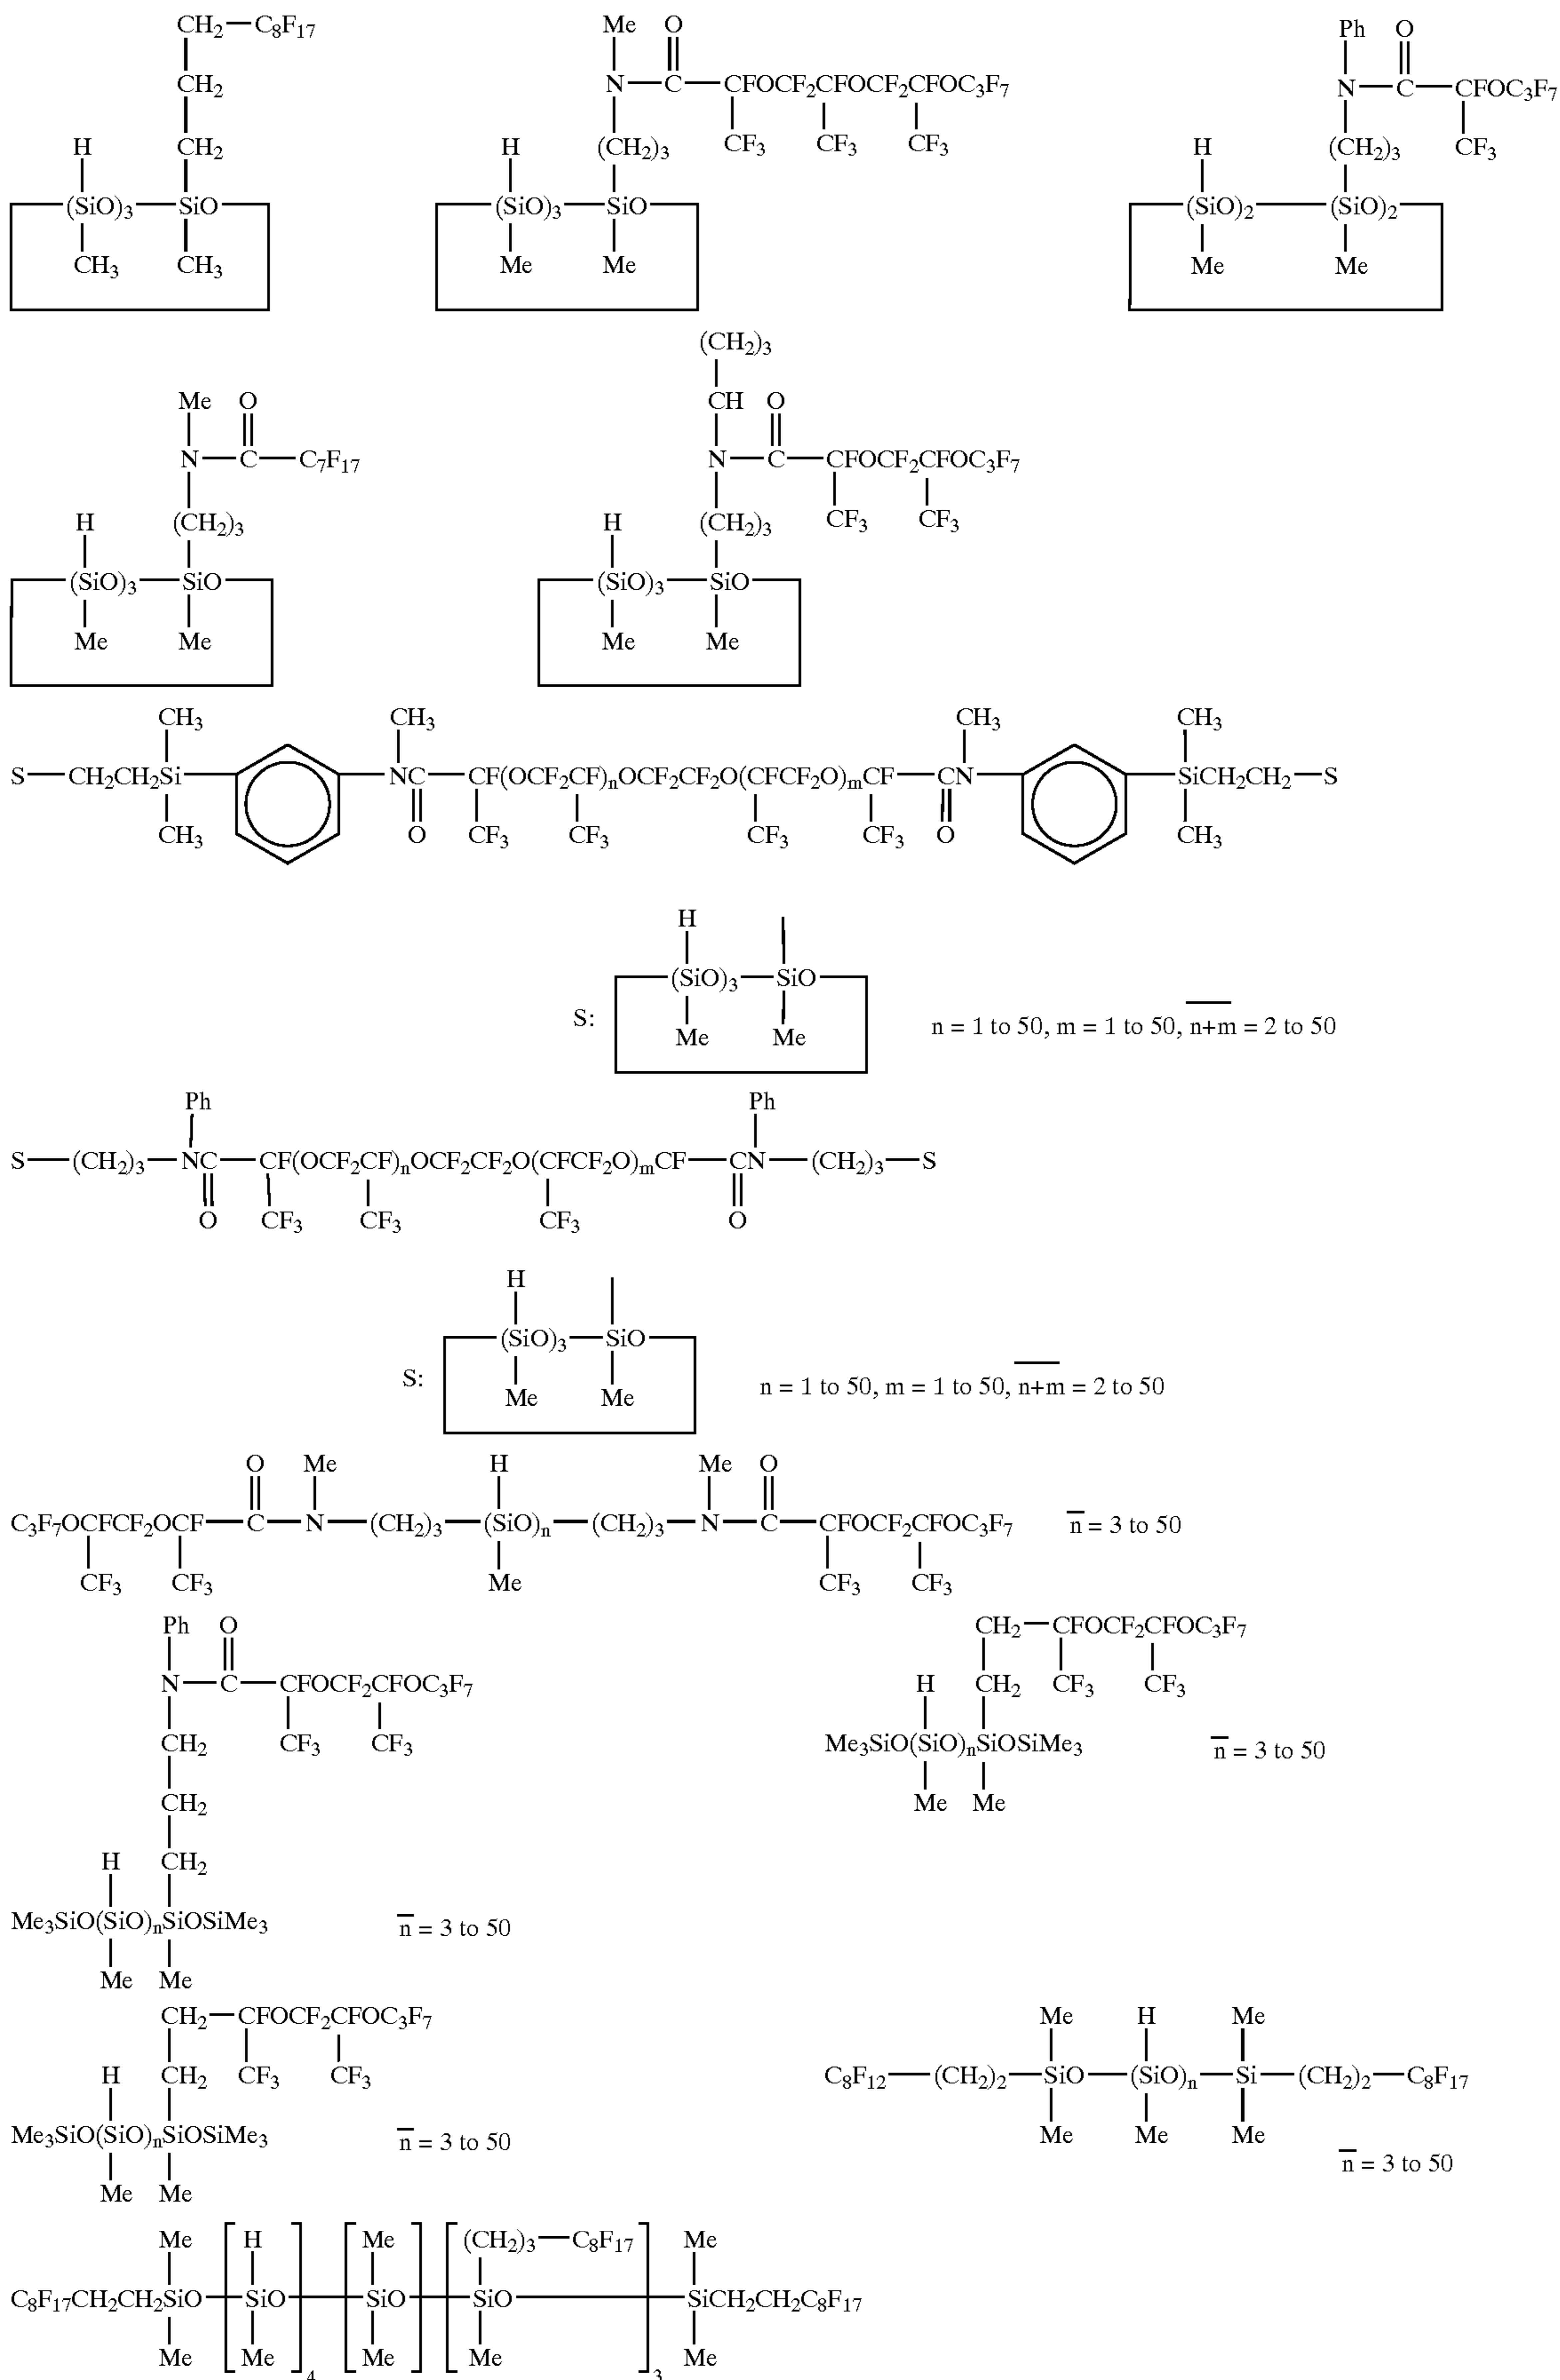 CH₂—C₈F₁₇
CH₂
H CH₂
(SiO)₃ SiO
CH₃ CH₃
Me O
N—C—CFOCF₂CFOCF₂CFOC₃F₇
H (CH₂)₃ CF₃ CF₃ CF₃
(SiO)₃ SiO
Me Me
Ph O
N—C—CFOC₃F₇
H (CH₂)₃ CF₃
(SiO)₂ (SiO)₂
Me Me
Me O
N—C—C₇F₁₇
H (CH₂)₃
(SiO)₃ SiO
Me Me
(CH₂)₃
CH O
N—C—CFOCF₂CFOC₃F₇
H (CH₂)₃ CF₃ CF₃
(SiO)₃ SiO
Me Me
CH₃ CH₃ CH₃ CH₃
S—CH₂CH₂Si NC—CF(OCF₂CF)ₙOCF₂CF₂O(CFCF₂O)ₘCF—CN SiCH₂CH₂—S
CH₃ O CF₃ CF₃ CF₃ CF₃ O CH₃
H
(SiO)₃ SiO
S: Me Me n = 1 to 50, m = 1 to 50, n+m = 2 to 50
Ph Ph
S—(CH₂)₃—NC—CF(OCF₂CF)ₙOCF₂CF₂O(CFCF₂O)ₘCF—CN—(CH₂)₃—S
O CF₃ CF₃ CF₃ O
H
(SiO)₃ SiO
S: Me Me n = 1 to 50, m = 1 to 50, n+m = 2 to 50
O Me H Me O
C₃F₇OCFCF₂OCF—C—N—(CH₂)₃—(SiO)ₙ—(CH₂)₃—N—C—CFOCF₂CFOC₃F₇ n̅ = 3 to 50
CF₃ CF₃ Me CF₃ CF₃
Ph O
N—C—CFOCF₂CFOC₃F₇
CH₂ CF₃ CF₃
CH₂
H CH₂
Me₃SiO(SiO)ₙSiOSiMe₃ n̅ = 3 to 50
Me Me
CH₂—CFOCF₂CFOC₃F₇
H CH₂ CF₃ CF₃
Me₃SiO(SiO)ₙSiOSiMe₃ n̅ = 3 to 50
Me Me
CH₂—CFOCF₂CFOC₃F₇
H CH₂ CF₃ CF₃
Me₃SiO(SiO)ₙSiOSiMe₃ n̅ = 3 to 50
Me Me
Me H Me
C₈F₁₂—(CH₂)₂—SiO—(SiO)ₙ—Si—(CH₂)₂—C₈F₁₇
Me Me Me
n̅ = 3 to 50
Me H Me (CH₂)₃—C₈F₁₇ Me
C₈F₁₇CH₂CH₂SiO—[SiO]—[SiO]—[SiO]—SiCH₂CH₂C₈F₁₇
Me Me 4 Me Me 3 Me